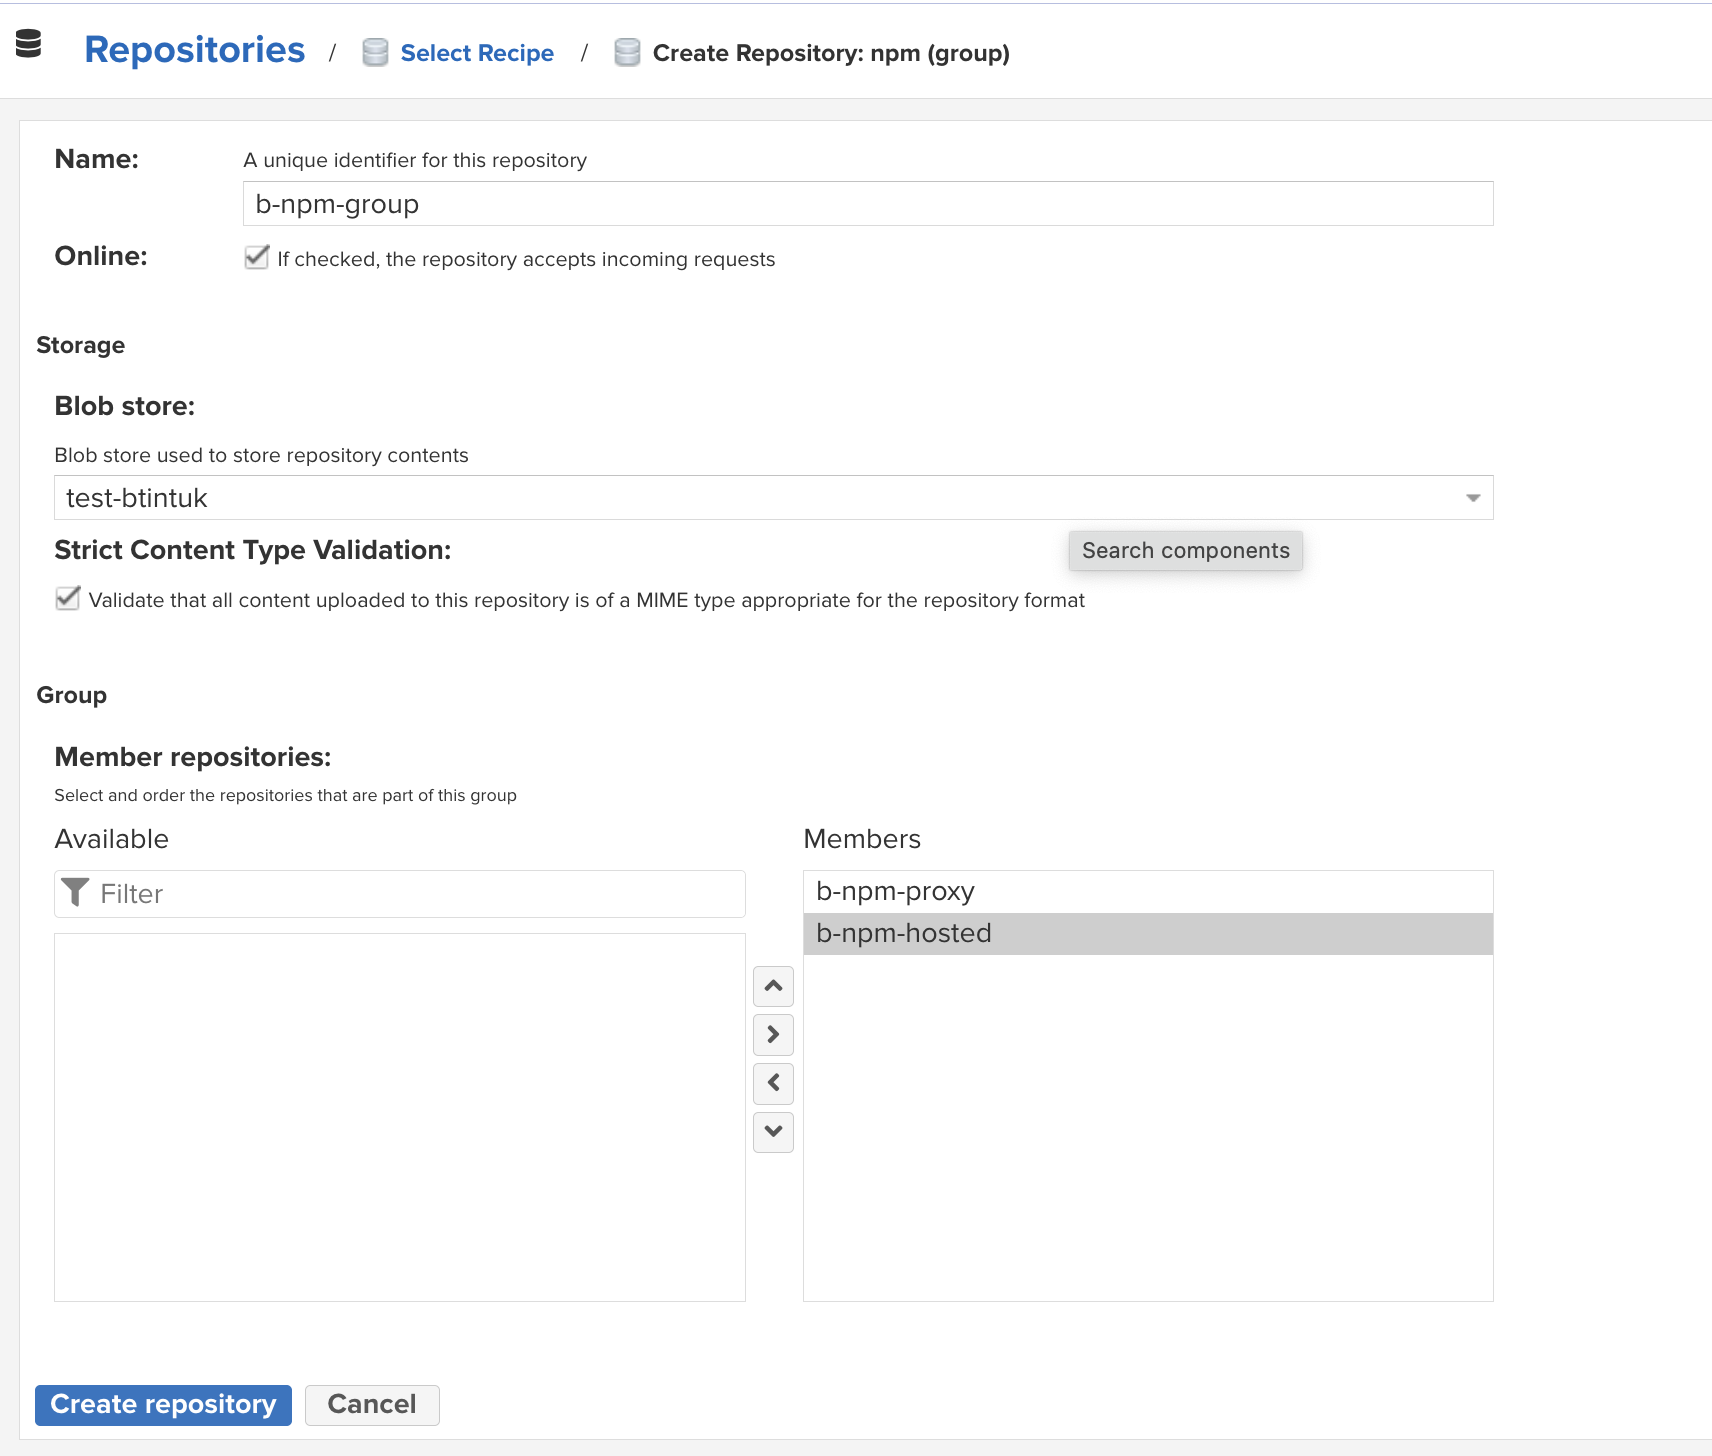 Repositories / Select Recipe / Create Repository: npm (group)
Name:
A unique identifier for this repository
b-npm-group
Online:
If checked, the repository accepts incoming requests
Storage
Blob store:
Blob store used to store repository contents
test-btintuk
Strict Content Type Validation:
Search components
Validate that all content uploaded to this repository is of a MIME type appropriate for the repository format
Group
Member repositories:
Select and order the repositories that are part of this group
Available
Filter
Members
b-npm-proxy
b-npm-hosted
Create repository
Cancel